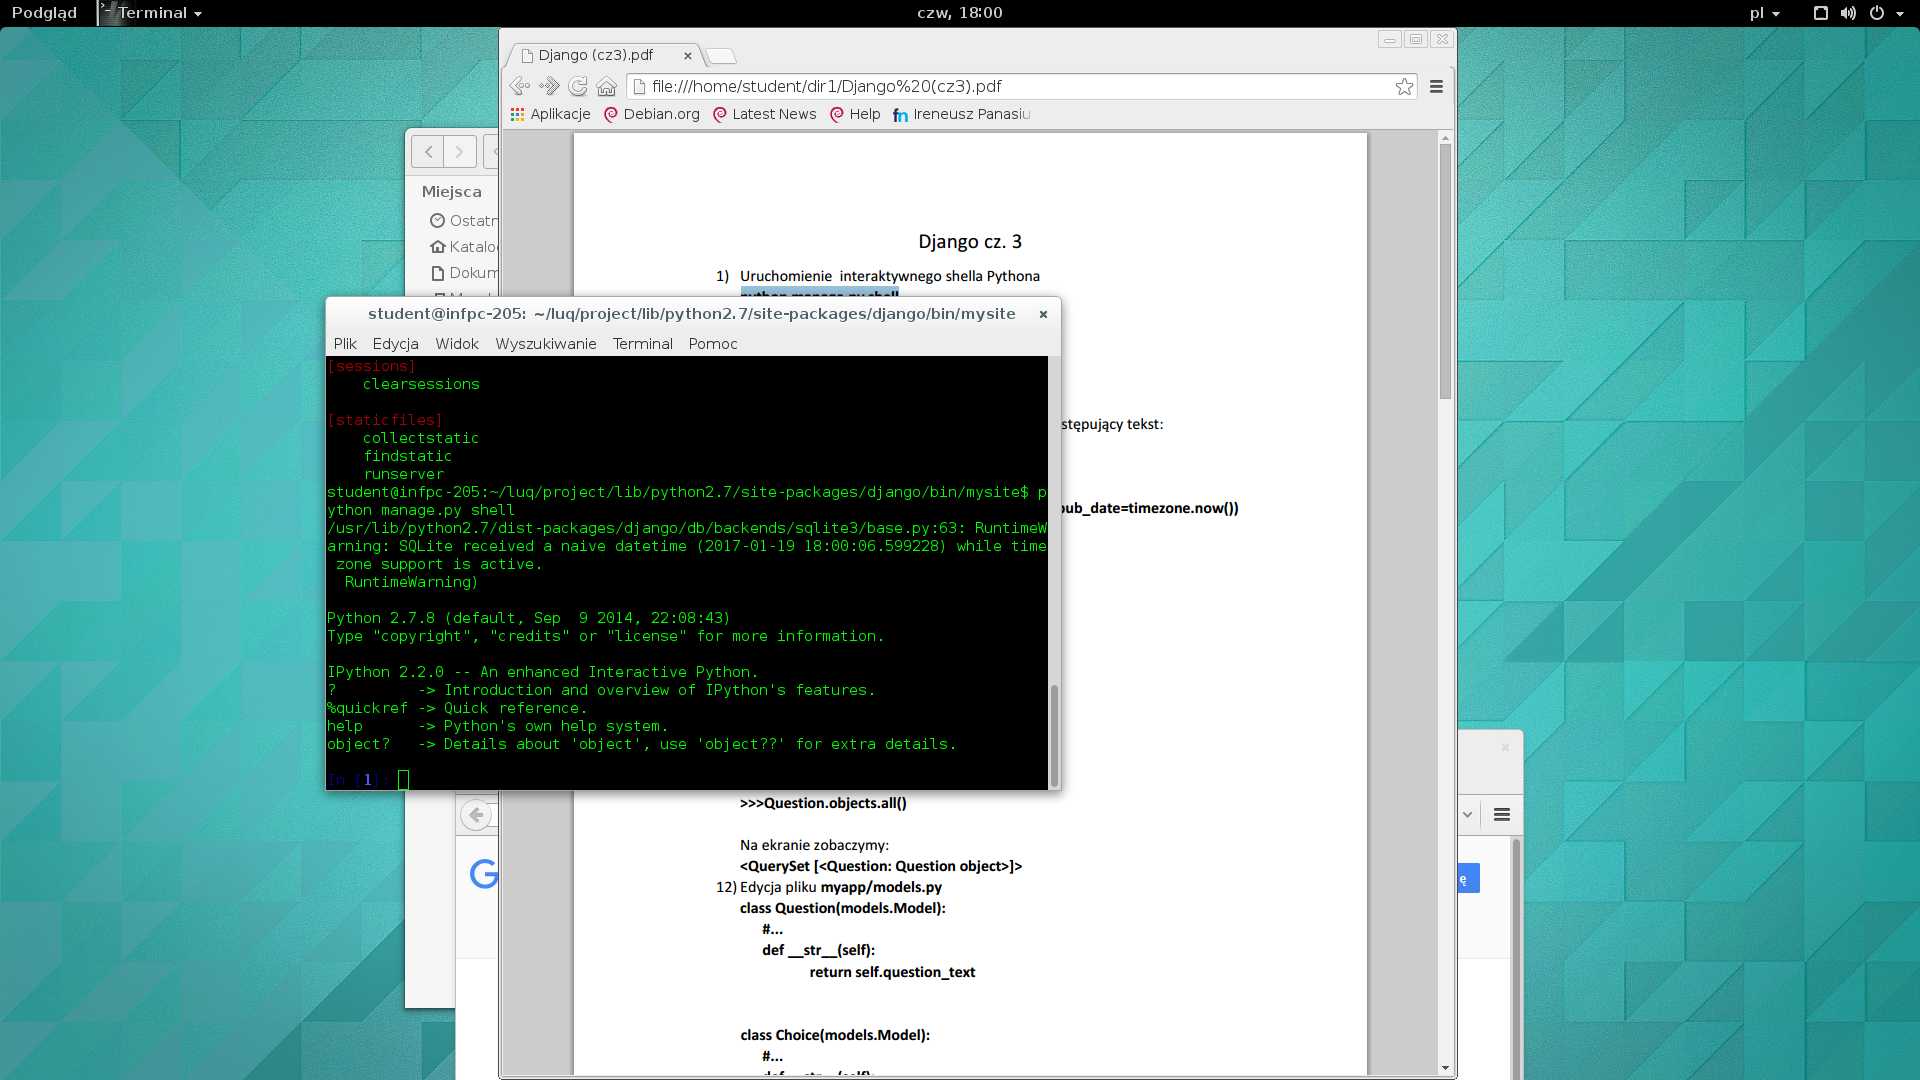 Podgląd
Terminal
czw, 18:00
pl
Django (cz3).pdf
file:///home/student/dir1/Django%20(cz3).pdf
Aplikacje
Debian.org
Latest News
Help
Ireneusz Panasiu
Miejsca
Ostatn
Katalo
Dokum
Django cz. 3
1) Uruchomienie interaktywnego shella Pythona
python manage.py shell
student@infpc-205: ~/luq/project/lib/python2.7/site-packages/django/bin/mysite
Plik Edycja Widok Wyszukiwanie Terminal Pomoc
[sessions]
clearsessions
[staticfiles]
collectstatic
findstatic
runserver
student@infpc-205:~/luq/project/lib/python2.7/site-packages/django/bin/mysite$ p
ython manage.py shell
/usr/lib/python2.7/dist-packages/django/db/backends/sqlite3/base.py:63: RuntimeW
arning: SQLite received a naive datetime (2017-01-19 18:00:06.599228) while time
zone support is active.
RuntimeWarning)
Python 2.7.8 (default, Sep  9 2014, 22:08:43)
Type "copyright", "credits" or "license" for more information.
IPython 2.2.0 -- An enhanced Interactive Python.
?         -> Introduction and overview of IPython's features.
%quickref -> Quick reference.
help      -> Python's own help system.
object?   -> Details about 'object', use 'object??' for extra details.
In [1]:
stępujący tekst:
pub_date=timezone.now())
>>>Question.objects.all()
Na ekranie zobaczymy:
<QuerySet [<Question: Question object>]>
12) Edycja pliku myapp/models.py
class Question(models.Model):
#...
def __str__(self):
return self.question_text
class Choice(models.Model):
#...
def __str__(self):
G
ę